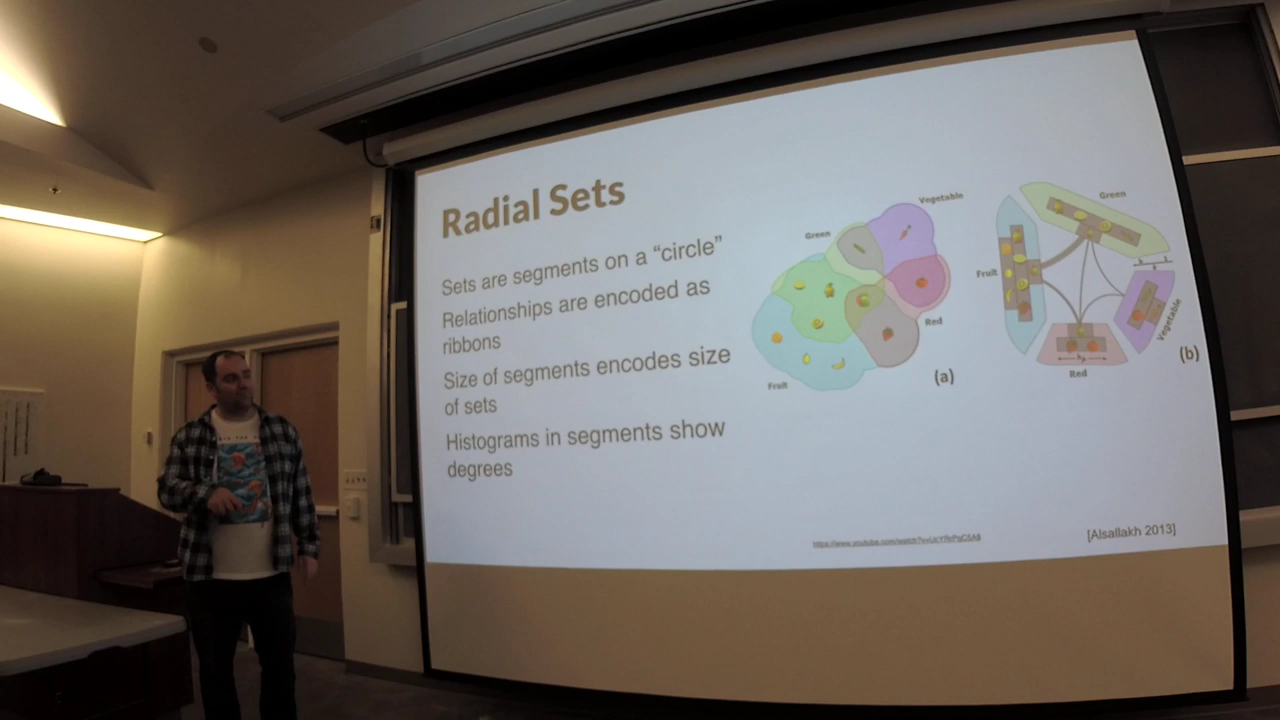 Radial Sets
Sets are segments on a “circle”
Relationships are encoded as
ribbons
Size of segments encodes size
of sets
Histograms in segments show
degrees
Vegetable
Green
Red
Fruit
(a)
Green
Fruit
Vegetable
Red
(b)
[Alsallakh 2013]